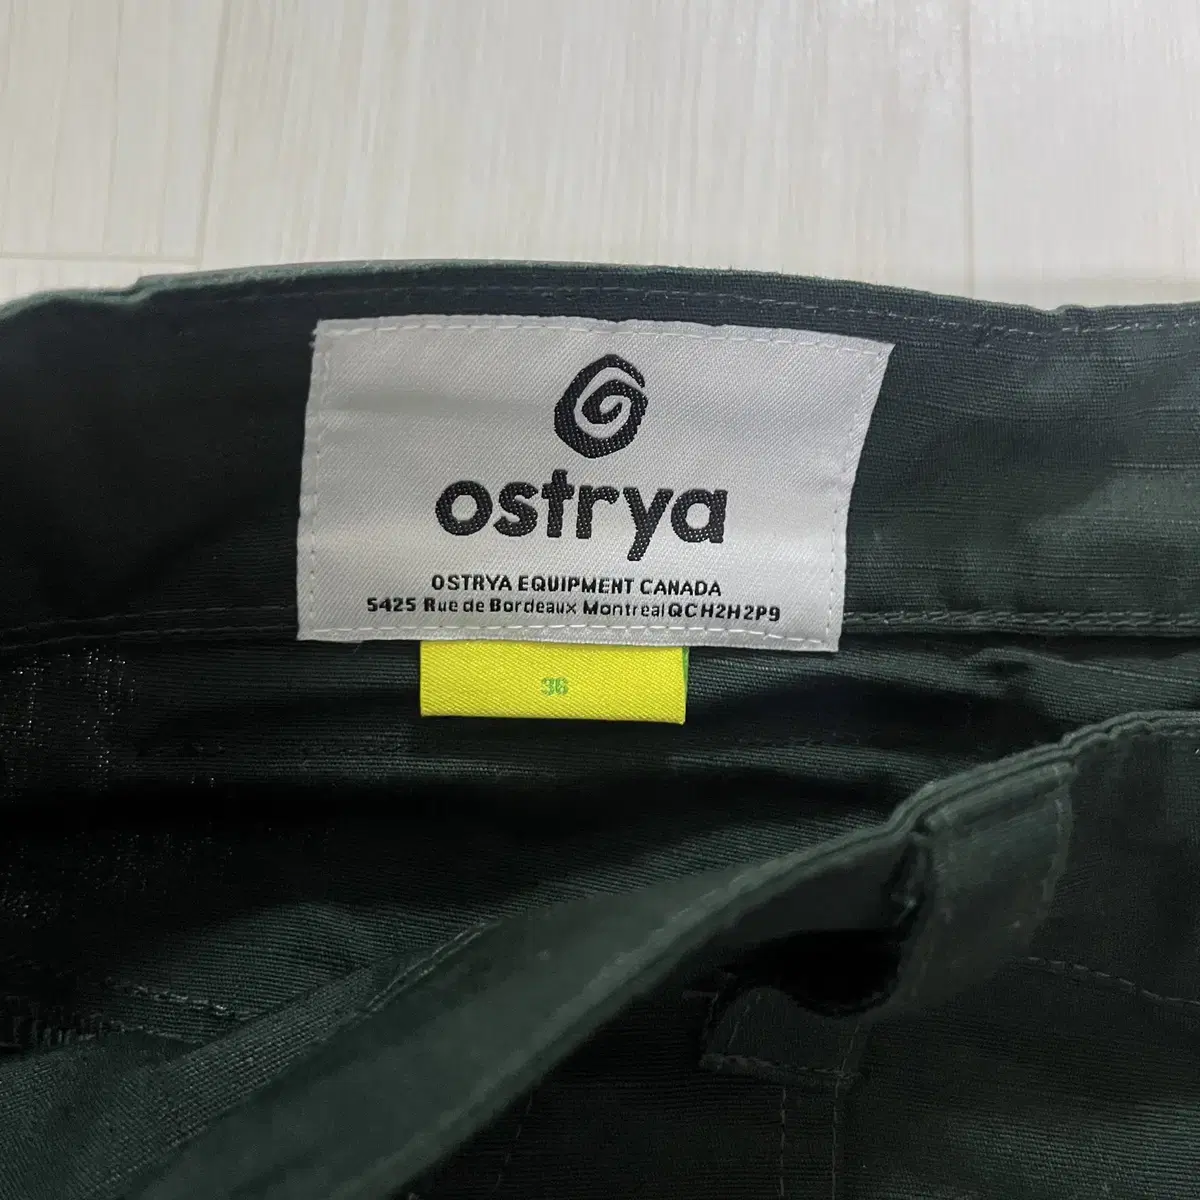 ostrya
OSTRYA EQUIPMENT CANADA
5425 Rue de Bordeaux Montreal QC H2H2P9
36